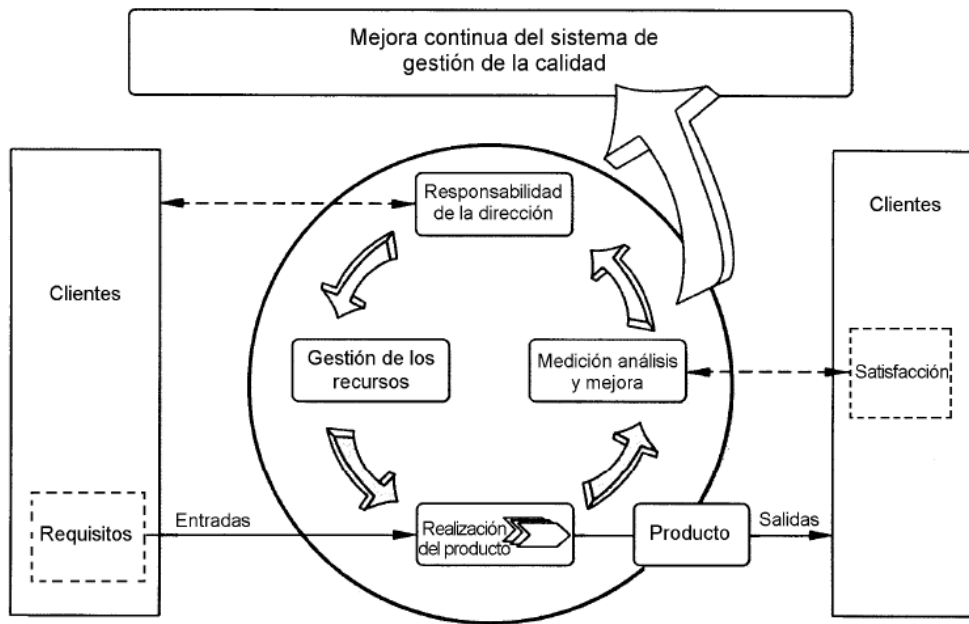 Mejora continua del sistema de
gestión de la calidad
Responsabilidad
de la dirección
Clientes
Clientes
Gestión de los
recursos
Medición análisis
y mejora
Satisfacción
Requisitos
Entradas
Realización
del producto
Producto
Salidas